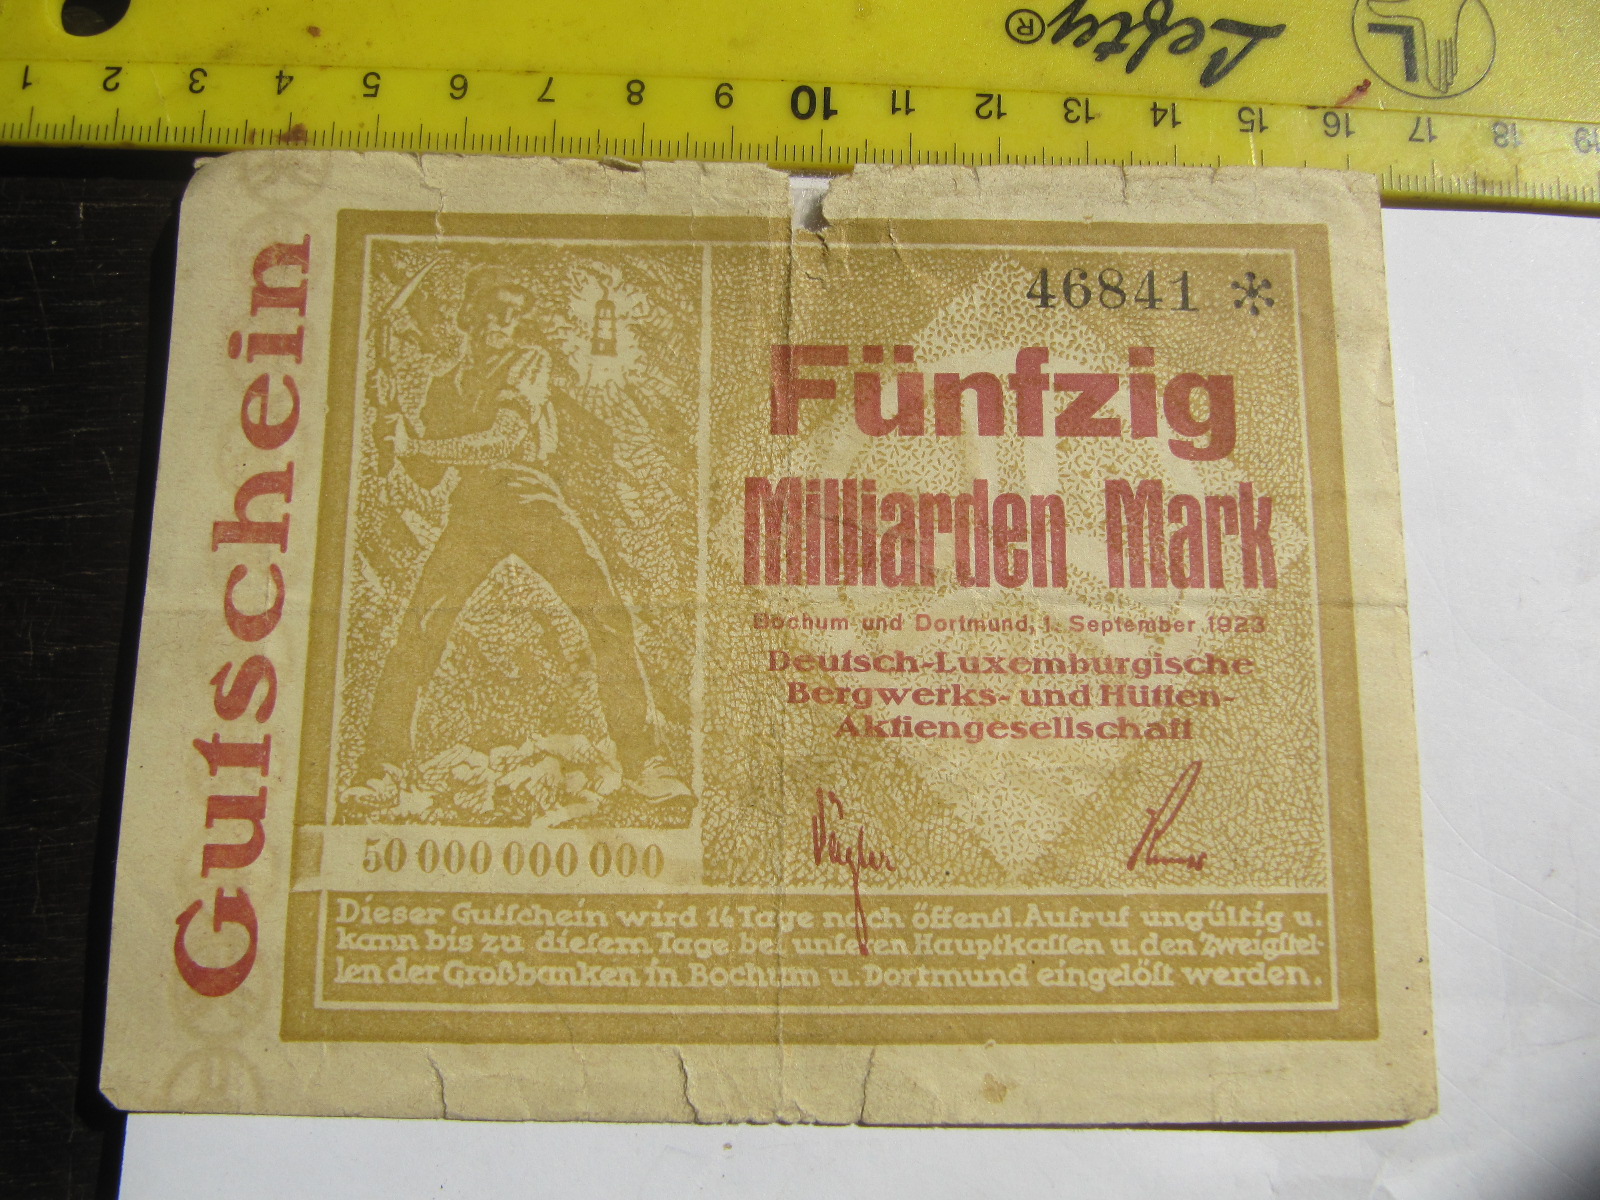 Lefty®
L
1 2 3 4 5 6 7 8 9 10 11 12 13 14 15 16 17 18 19
Gutschein
46841 *
Fünfzig
Milliarden Mark
Bochum und Dortmund, 1. September 1923
Deutsch-Luxemburgische
Bergwerks- und Hütten-
Aktiengesellschaft
Vögler
50 000 000 000
Dieser Gutſchein wird 14 Tage nach öffentl. Aufruf ungültig u.
kann bis zu dieſem Tage bei unſeren Hauptkaſſen u. den Zweigſtel-
len der Großbanken in Bochum u. Dortmund eingelöſt werden.